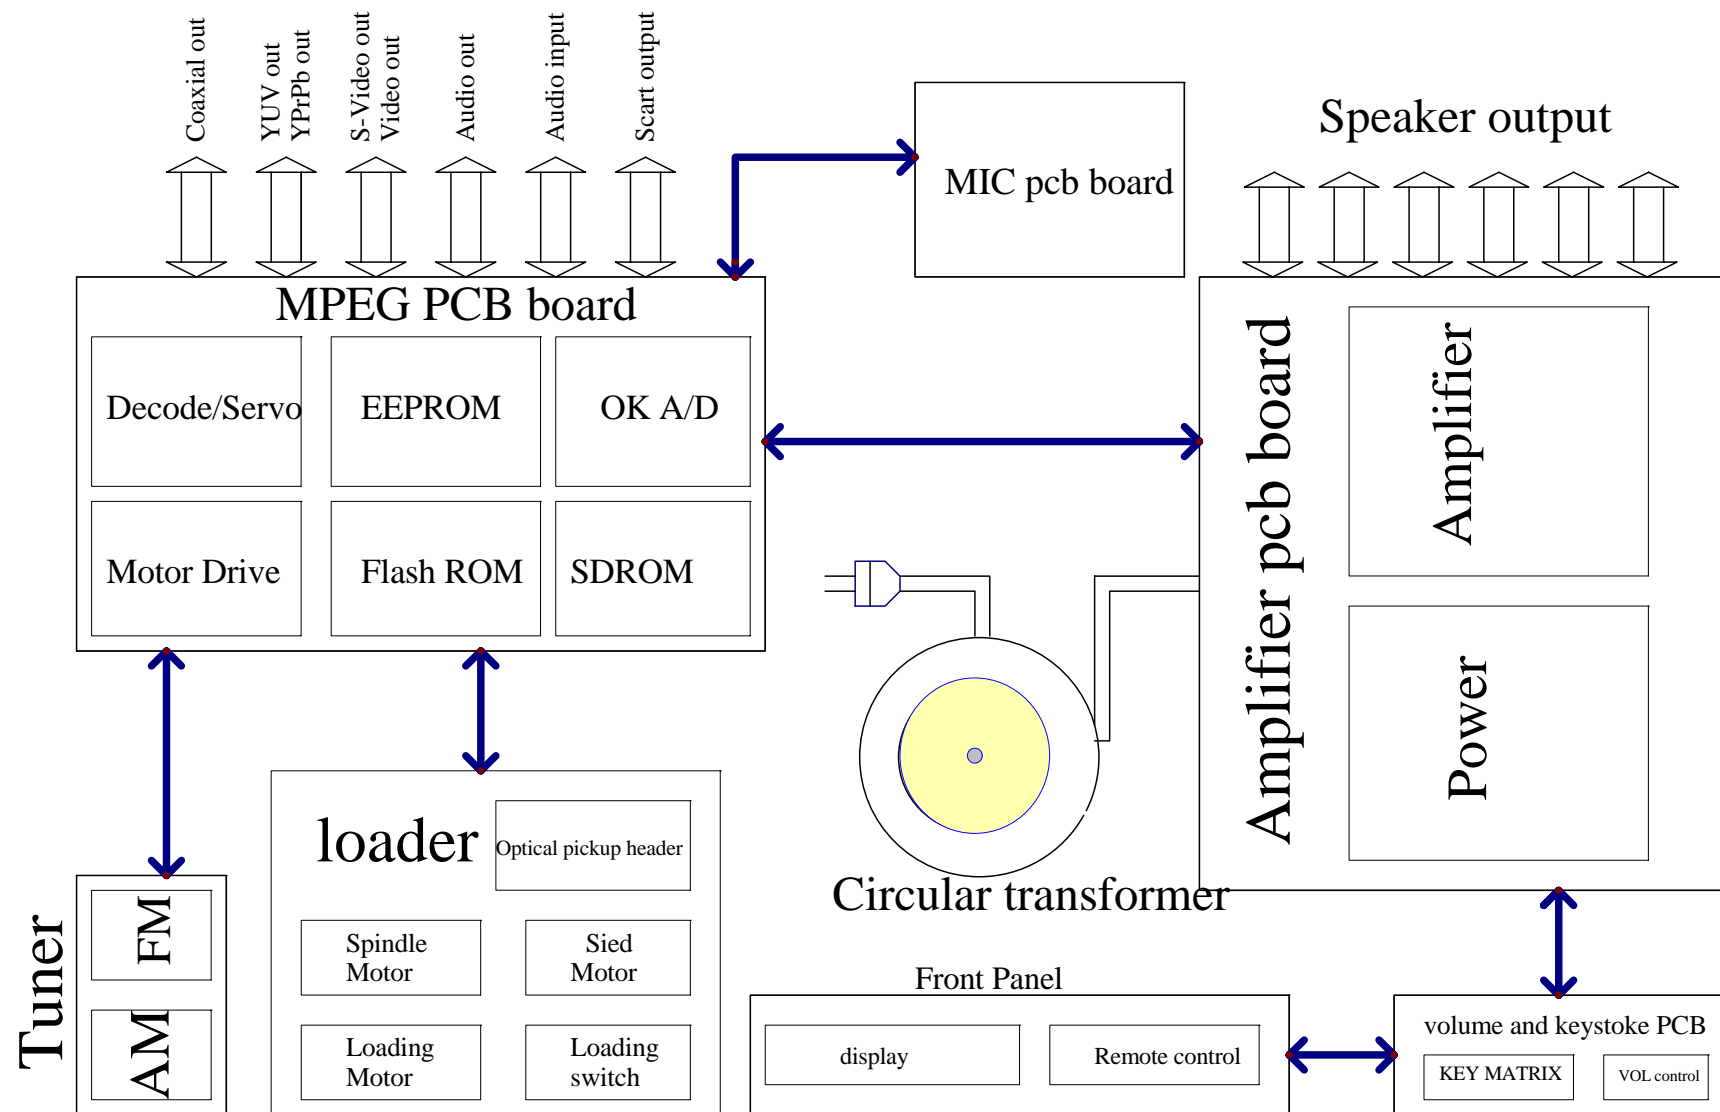 Coaxial out
YUV out
YPrPb out
S-Video out
Video out
Audio out
Audio input
Scart output
MIC pcb board
Speaker output
MPEG PCB board
Decode/Servo
EEPROM
OK A/D
Motor Drive
Flash ROM
SDROM
Amplifier pcb board
Amplifier
Power
Circular transformer
loader
Optical pickup header
Spindle
Motor
Sied
Motor
Loading
Motor
Loading
switch
Tuner
FM
AM
Front Panel
display
Remote control
volume and keystoke PCB
KEY MATRIX
VOL control